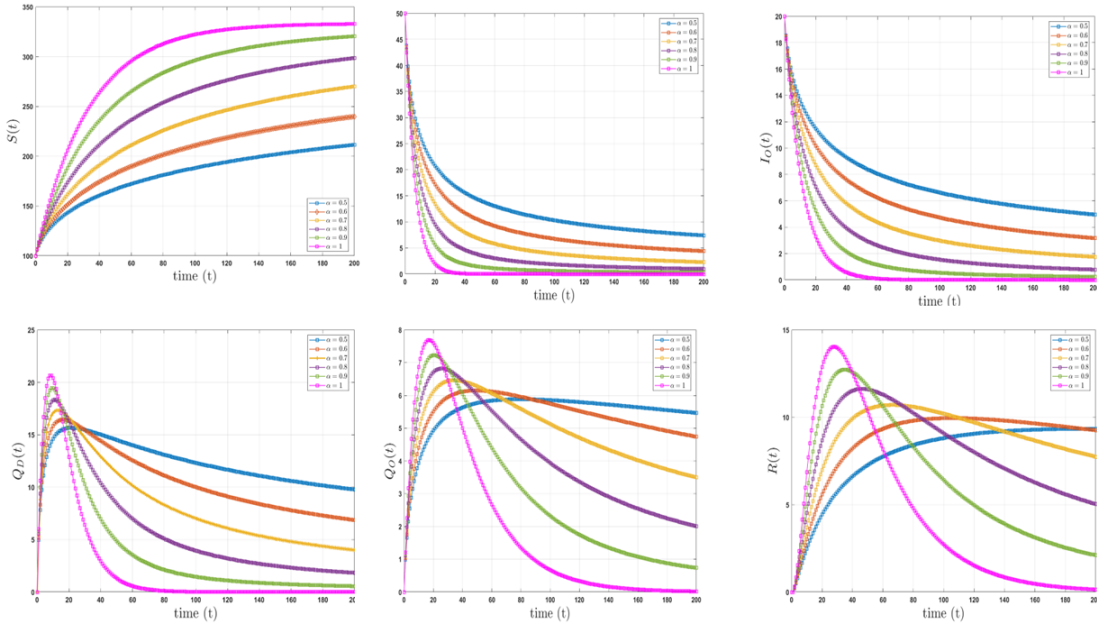 S(t)
350
300
250
200
150
100
α = 0.5
α = 0.6
α = 0.7
α = 0.8
α = 0.9
α = 1
0 20 40 60 80 100 120 140 160 180 200
time (t)
50
45
40
35
30
25
20
15
10
5
0
α = 0.5
α = 0.6
α = 0.7
α = 0.8
α = 0.9
α = 1
0 20 40 60 80 100 120 140 160 180 200
time (t)
I_O(t)
20
18
16
14
12
10
8
6
4
2
0
α = 0.5
α = 0.6
α = 0.7
α = 0.8
α = 0.9
α = 1
0 20 40 60 80 100 120 140 160 180 200
time (t)
Q_D(t)
25
20
15
10
5
0
α = 0.5
α = 0.6
α = 0.7
α = 0.8
α = 0.9
α = 1
0 20 40 60 80 100 120 140 160 180 200
time (t)
Q_O(t)
8
7
6
5
4
3
2
1
0
α = 0.5
α = 0.6
α = 0.7
α = 0.8
α = 0.9
α = 1
0 20 40 60 80 100 120 140 160 180 200
time (t)
R(t)
15
10
5
0
α = 0.5
α = 0.6
α = 0.7
α = 0.8
α = 0.9
α = 1
0 20 40 60 80 100 120 140 160 180 200
time (t)